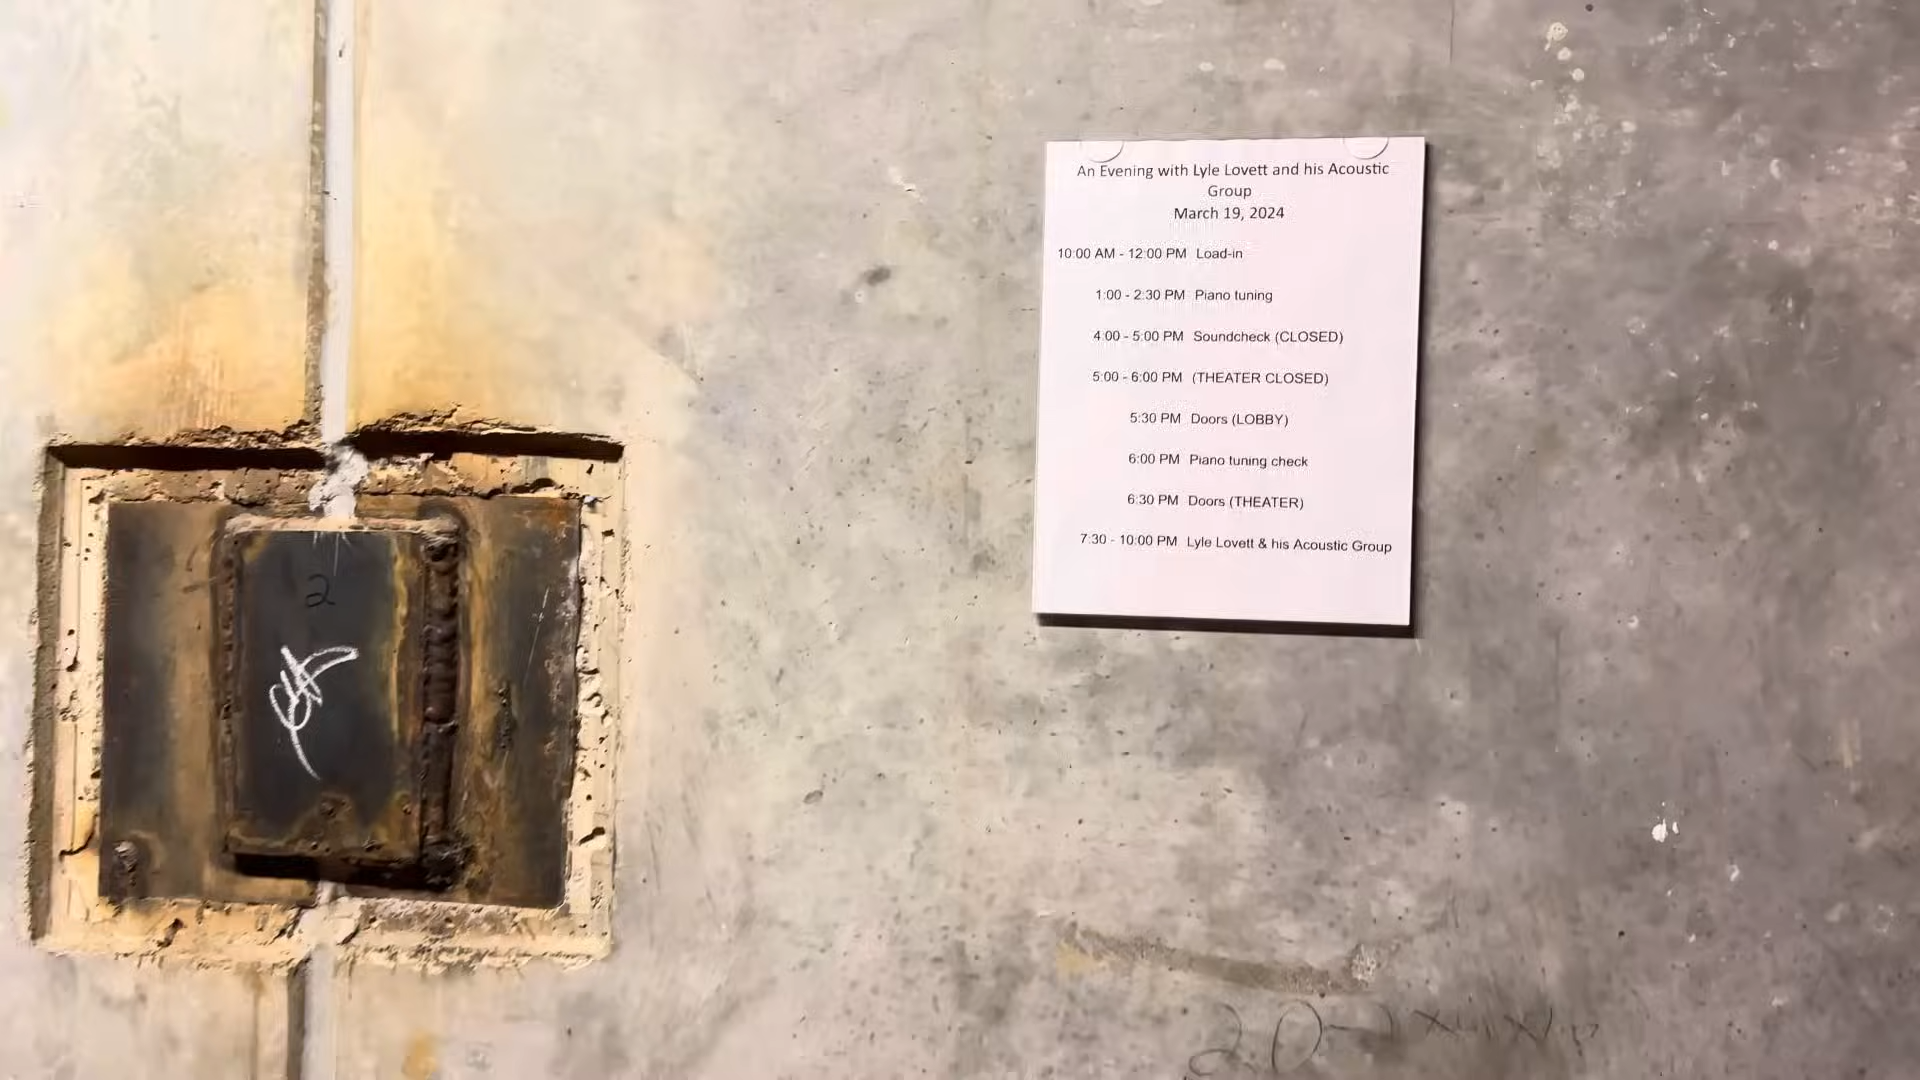 An Evening with Lyle Lovett and his Acoustic
Group
March 19, 2024
10:00 AM - 12:00 PM Load-in
1:00 - 2:30 PM Piano tuning
4:00 - 5:00 PM Soundcheck (CLOSED)
5:00 - 6:00 PM (THEATER CLOSED)
5:30 PM Doors (LOBBY)
6:00 PM Piano tuning check
6:30 PM Doors (THEATER)
7:30 - 10:00 PM Lyle Lovett & his Acoustic Group
2